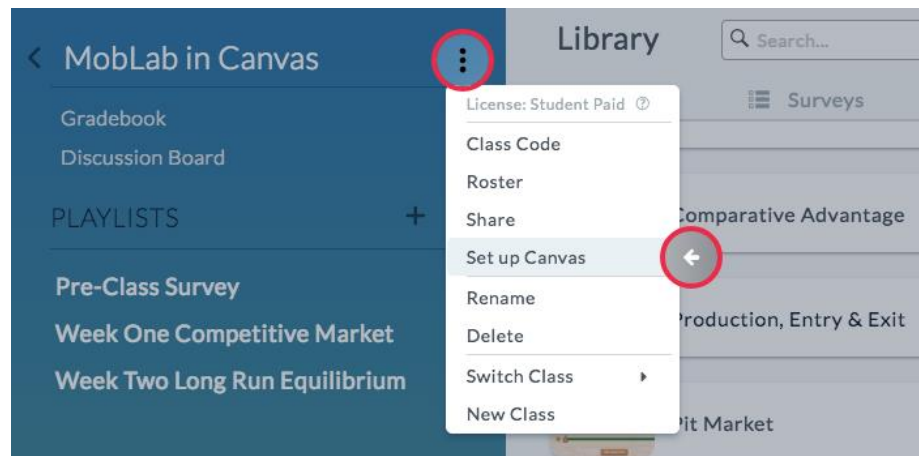 MobLab in Canvas
Gradebook
Discussion Board
PLAYLISTS +
Pre-Class Survey
Week One Competitive Market
Week Two Long Run Equilibrium
License: Student Paid ?
Class Code
Roster
Share
Set up Canvas
Rename
Delete
Switch Class
New Class
Library
Search...
Surveys
Comparative Advantage
Production, Entry & Exit
Pit Market